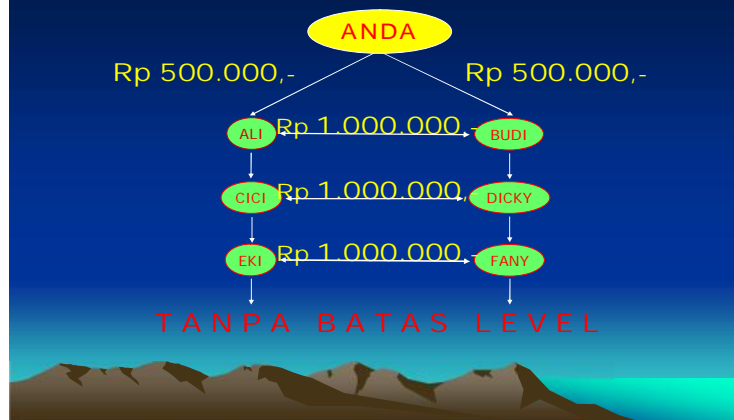 ANDA
Rp 500.000,- Rp 500.000,-
ALI Rp 1.000.000,- BUDI
CICI Rp 1.000.000,- DICKY
EKI Rp 1.000.000,- FANY
TANPA BATAS LEVEL